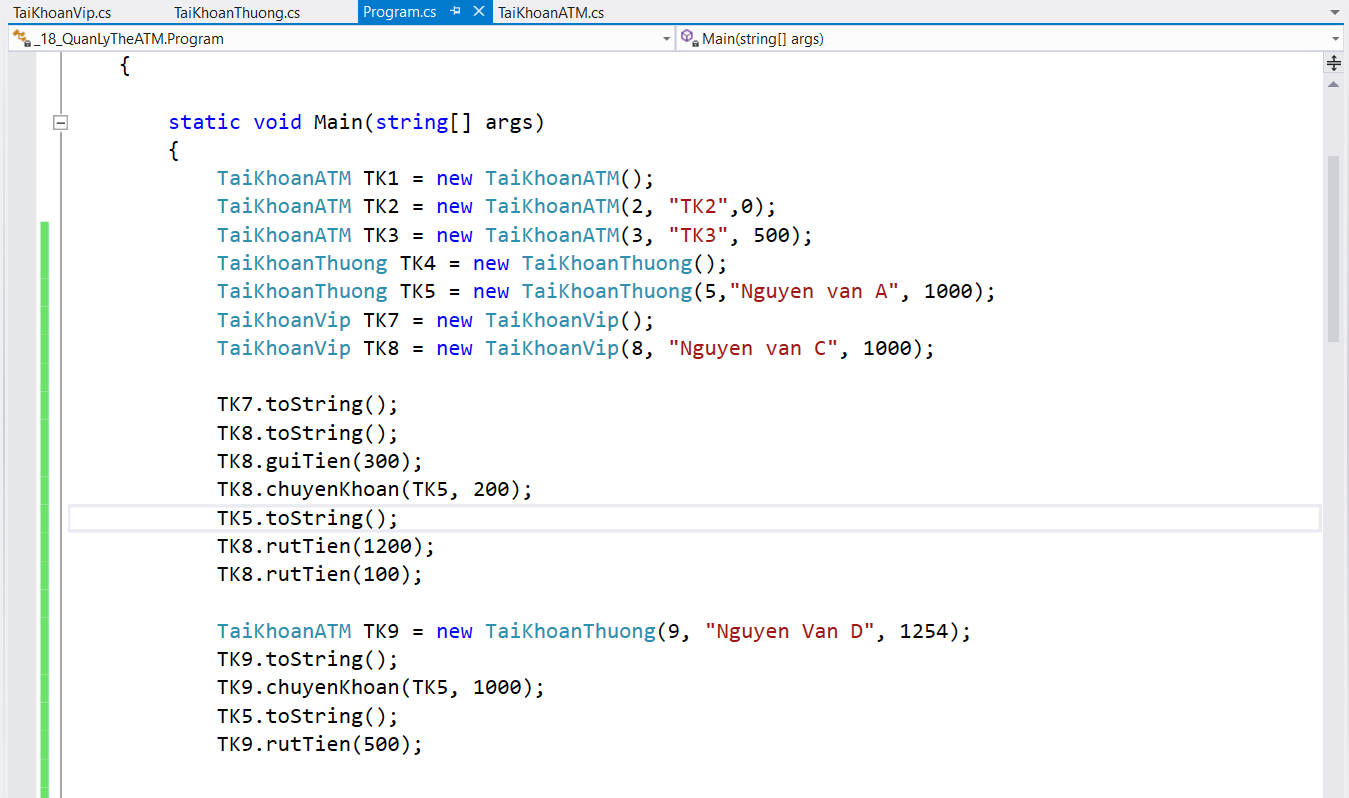 TaiKhoanVip.cs TaiKhoanThuong.cs Program.cs TaiKhoanATM.cs
_18_QuanLyTheATM.Program Main(string[] args)
{
static void Main(string[] args)
{
TaiKhoanATM TK1 = new TaiKhoanATM();
TaiKhoanATM TK2 = new TaiKhoanATM(2, "TK2",0);
TaiKhoanATM TK3 = new TaiKhoanATM(3, "TK3", 500);
TaiKhoanThuong TK4 = new TaiKhoanThuong();
TaiKhoanThuong TK5 = new TaiKhoanThuong(5,"Nguyen van A", 1000);
TaiKhoanVip TK7 = new TaiKhoanVip();
TaiKhoanVip TK8 = new TaiKhoanVip(8, "Nguyen van C", 1000);
TK7.toString();
TK8.toString();
TK8.guiTien(300);
TK8.chuyenKhoan(TK5, 200);
TK5.toString();
TK8.rutTien(1200);
TK8.rutTien(100);
TaiKhoanATM TK9 = new TaiKhoanThuong(9, "Nguyen Van D", 1254);
TK9.toString();
TK9.chuyenKhoan(TK5, 1000);
TK5.toString();
TK9.rutTien(500);